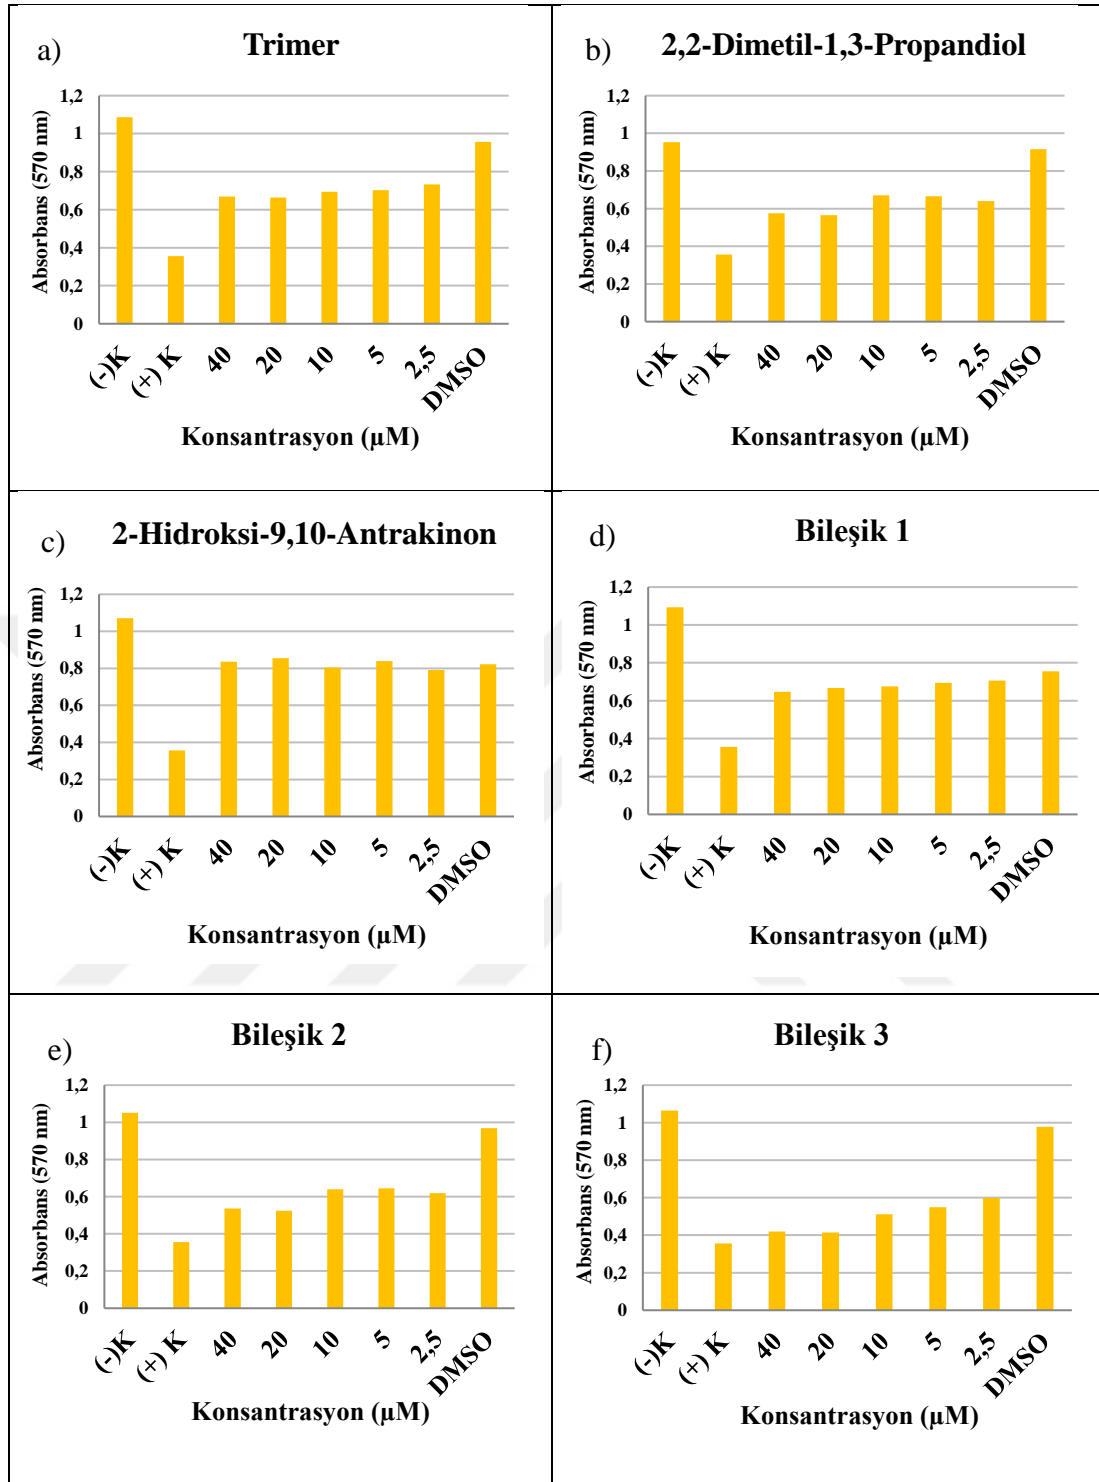 a)
Trimer
Absorbans (570 nm)
1,2
1
0,8
0,6
0,4
0,2
0
(-)K
(+) K
40
20
10
5
2,5
DMSO
Konsantrasyon (µM)
b)
2,2-Dimetil-1,3-Propandiol
Absorbans (570 nm)
1,2
1
0,8
0,6
0,4
0,2
0
(-)K
(+) K
40
20
10
5
2,5
DMSO
Konsantrasyon (µM)
c)
2-Hidroksi-9,10-Antrakinon
Absorbans (570 nm)
1,2
1
0,8
0,6
0,4
0,2
0
(-)K
(+) K
40
20
10
5
2,5
DMSO
Konsantrasyon (µM)
d)
Bileşik 1
Absorbans (570 nm)
1,2
1
0,8
0,6
0,4
0,2
0
(-)K
(+) K
40
20
10
5
2,5
DMSO
Konsantrasyon (µM)
e)
Bileşik 2
Absorbans (570 nm)
1,2
1
0,8
0,6
0,4
0,2
0
(-)K
(+) K
40
20
10
5
2,5
DMSO
Konsantrasyon (µM)
f)
Bileşik 3
Absorbans (570 nm)
1,2
1
0,8
0,6
0,4
0,2
0
(-)K
(+) K
40
20
10
5
2,5
DMSO
Konsantrasyon (µM)